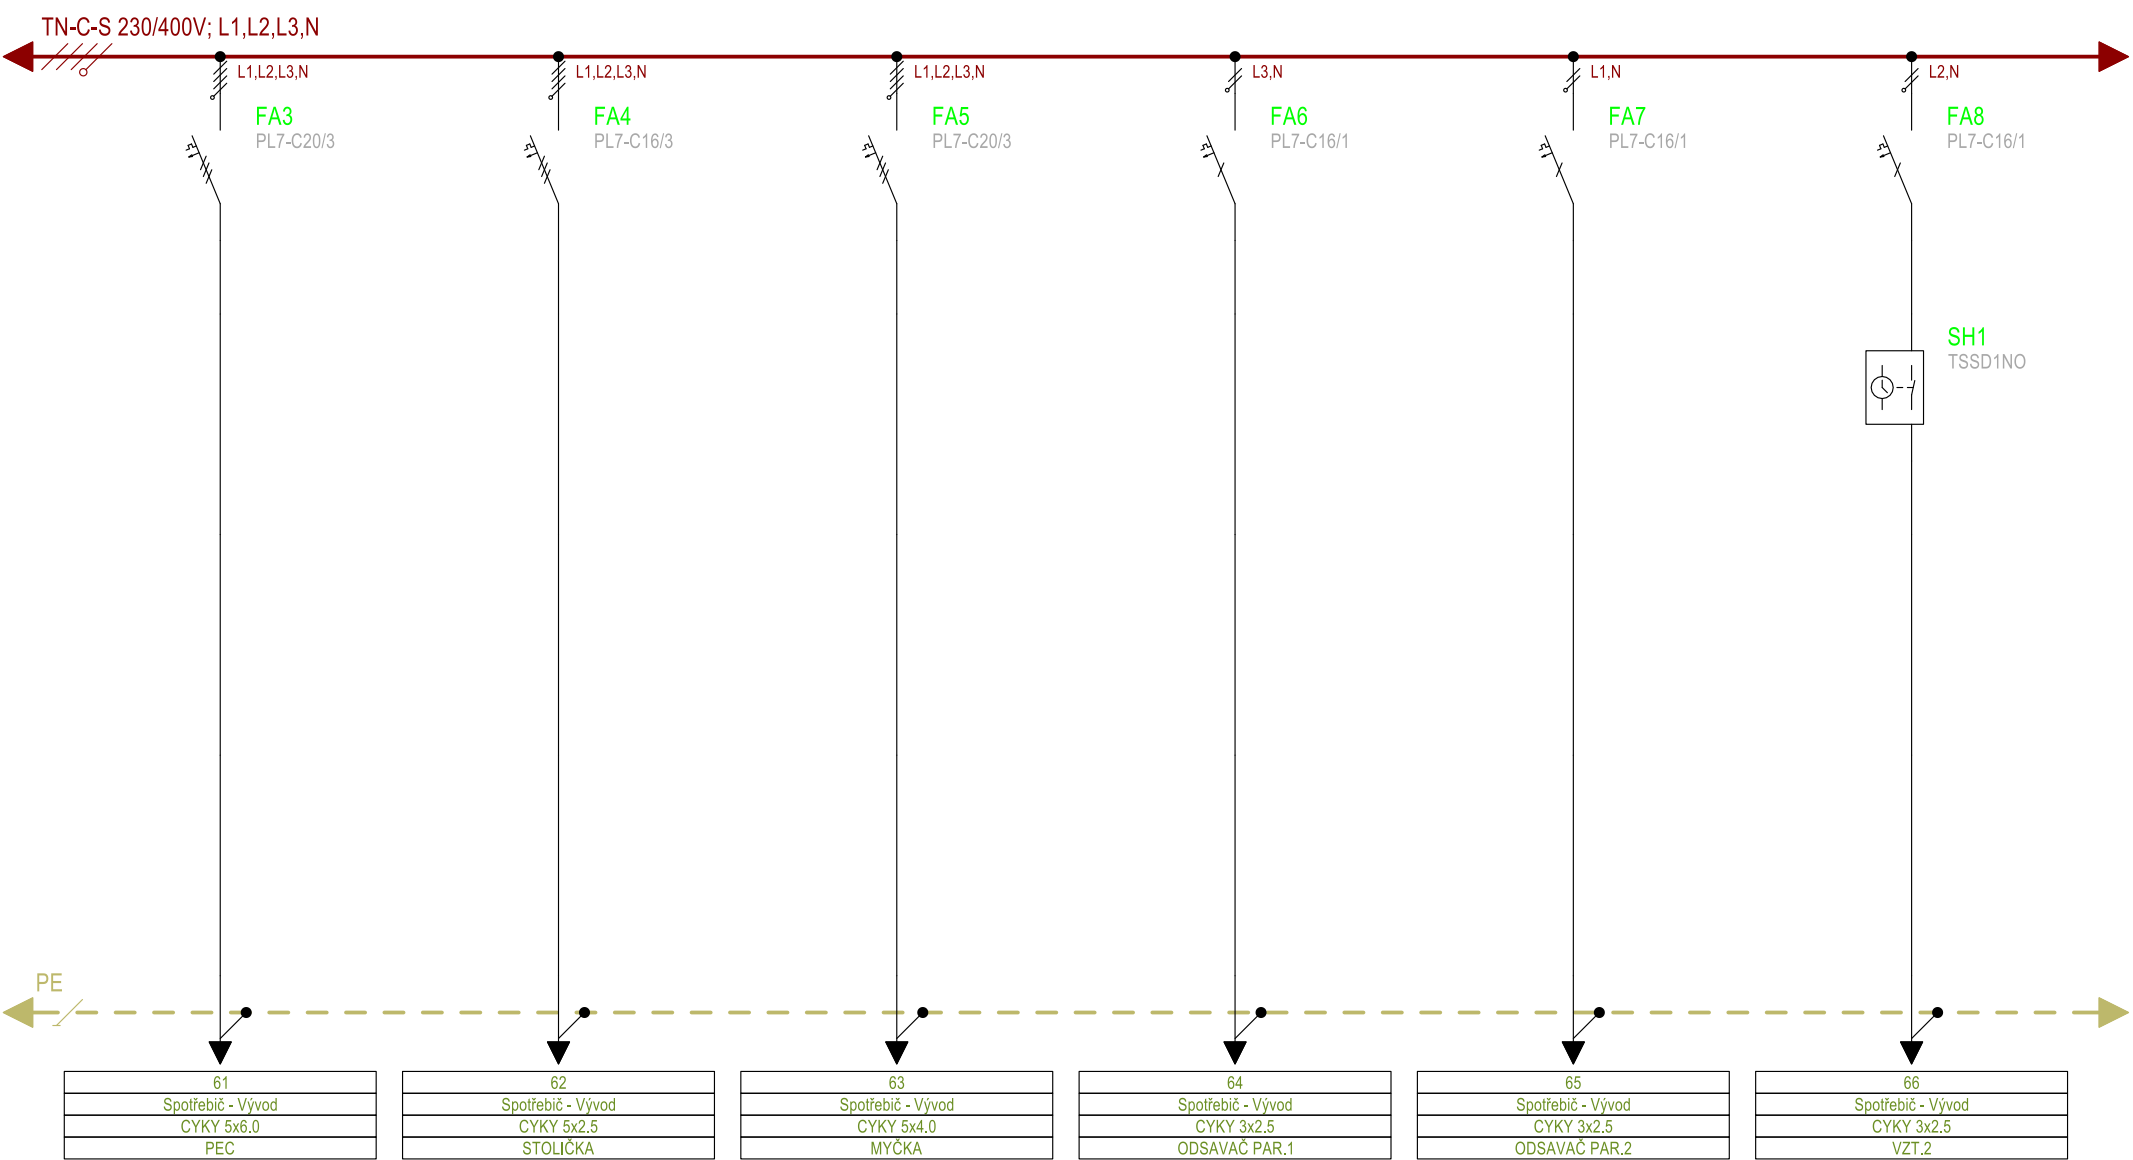 TN-C-S 230/400V; L1,L2,L3,N
L1,L2,L3,N
L1,L2,L3,N
L1,L2,L3,N
L3,N
L1,N
L2,N
FA3
PL7-C20/3
FA4
PL7-C16/3
FA5
PL7-C20/3
FA6
PL7-C16/1
FA7
PL7-C16/1
FA8
PL7-C16/1
SH1
TSSD1NO
PE
61
Spotřebič - Vývod
CYKY 5x6.0
PEC
62
Spotřebič - Vývod
CYKY 5x2.5
STOLIČKA
63
Spotřebič - Vývod
CYKY 5x4.0
MYČKA
64
Spotřebič - Vývod
CYKY 3x2.5
ODSAVAČ PAR.1
65
Spotřebič - Vývod
CYKY 3x2.5
ODSAVAČ PAR.2
66
Spotřebič - Vývod
CYKY 3x2.5
VZT.2